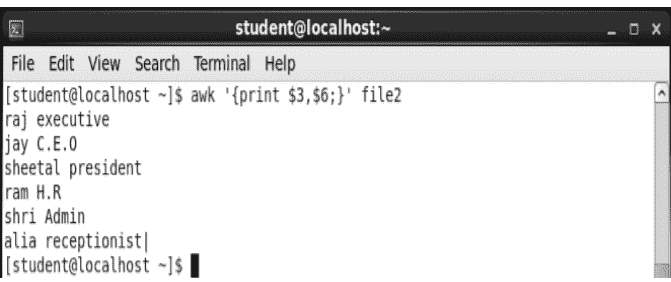 student@localhost:~
File Edit View Search Terminal Help
[student@localhost ~]$ awk '{print $3,$6;}' file2
raj executive
jay C.E.O
sheetal president
ram H.R
shri Admin
alia receptionist|
[student@localhost ~]$